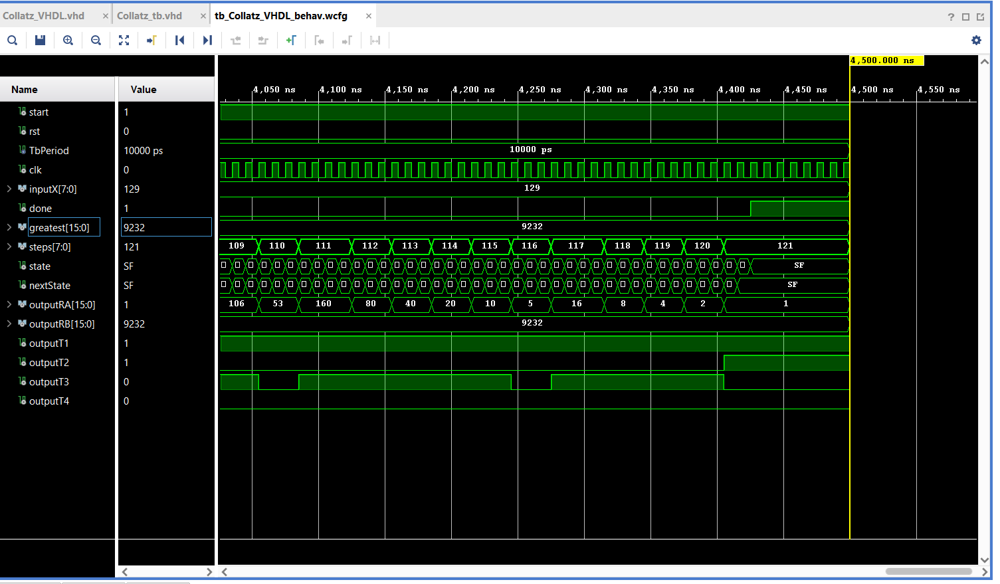 Collatz_VHDL.vhd × Collatz_tb.vhd × tb_Collatz_VHDL_behav.wcfg ×
?
4,500.000 ns
Name Value
4,050 ns 4,100 ns 4,150 ns 4,200 ns 4,250 ns 4,300 ns 4,350 ns 4,400 ns 4,450 ns 4,500 ns 4,550 ns
start 1
rst 0
TbPeriod 10000 ps 10000 ps
clk 0
inputX[7:0] 129 129
done 1
greatest[15:0] 9232 9232
steps[7:0] 121 109 110 111 112 113 114 115 116 117 118 119 120 121
state SF SF
nextState SF SF
outputRA[15:0] 1 106 53 160 80 40 20 10 5 16 8 4 2 1
outputRB[15:0] 9232 9232
outputT1 1
outputT2 1
outputT3 0
outputT4 0